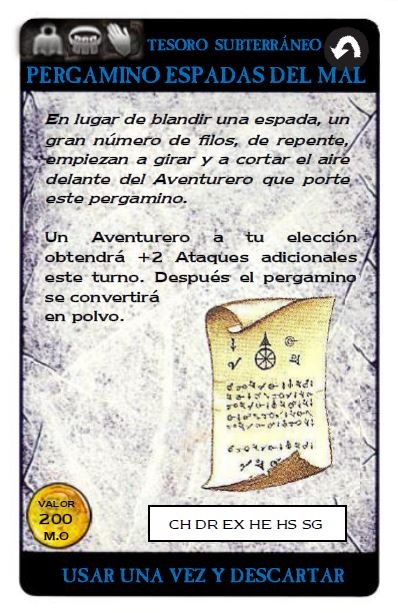 TESORO SUBTERRÁNEO
PERGAMINO ESPADAS DEL MAL
En lugar de blandir una espada, un
gran número de filos, de repente,
empiezan a girar y a cortar el aire
delante del Aventurero que porte
este pergamino.
Un Aventurero a tu elección
obtendrá +2 Ataques adicionales
este turno. Después el pergamino
se convertirá
en polvo.
VALOR
200
M.O
CH DR EX HE HS SG
USAR UNA VEZ Y DESCARTAR